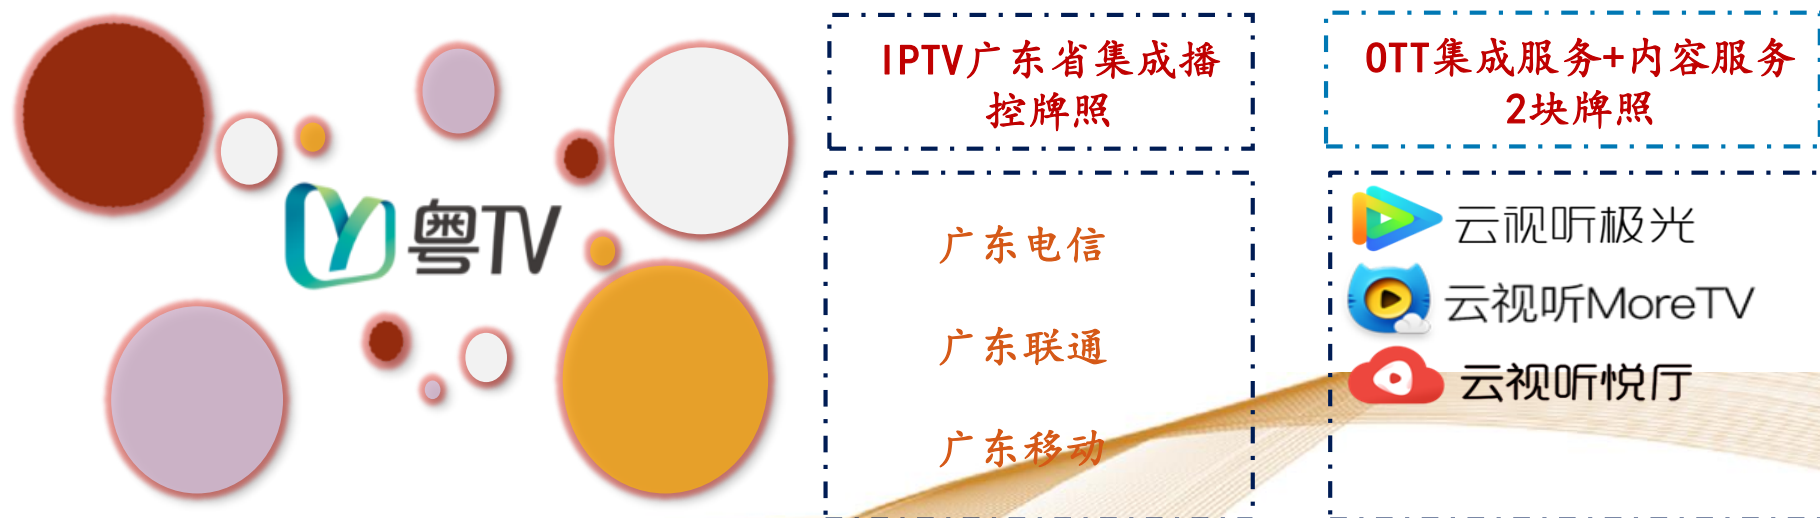 粤TV
IPTV广东省集成播
控牌照
广东电信
广东联通
广东移动
OTT集成服务+内容服务
2块牌照
云视听极光
云视听MoreTV
云视听悦厅